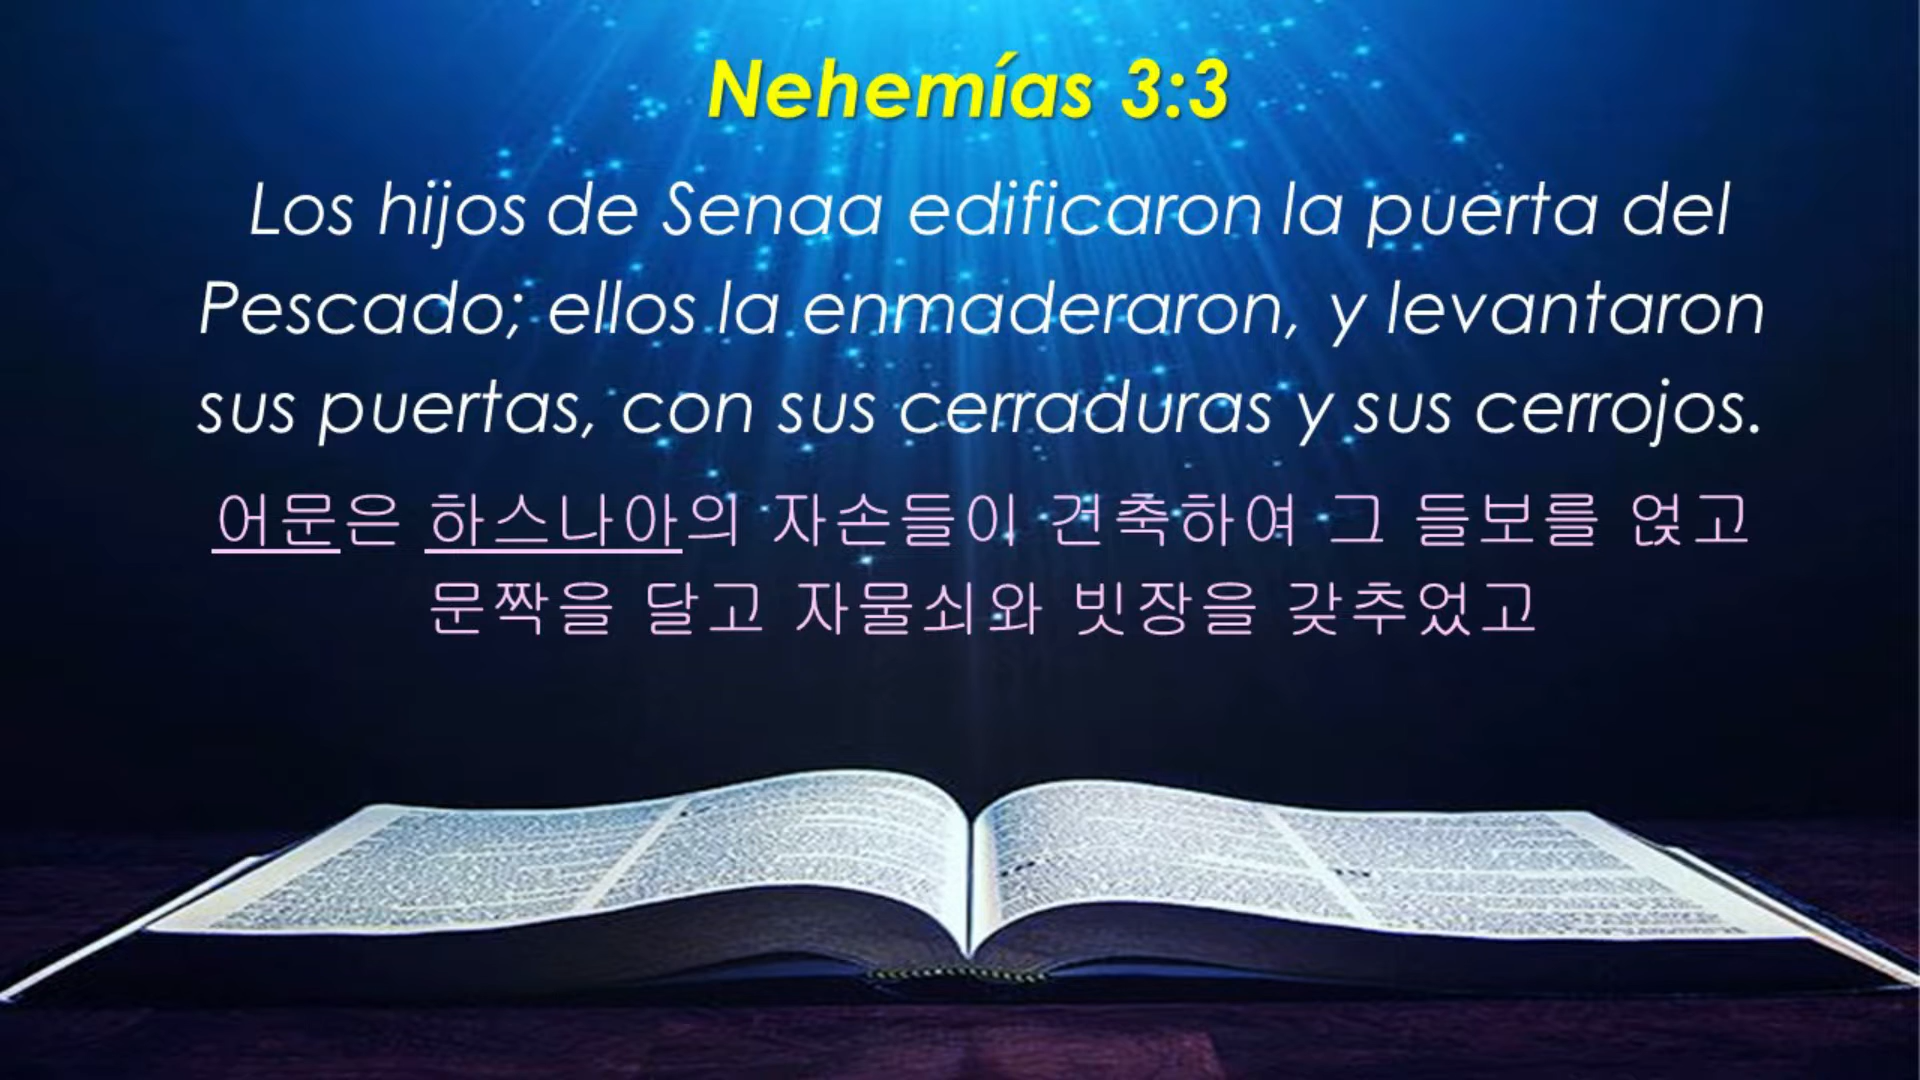 Nehemías 3:3
Los hijos de Senaa edificaron la puerta del
Pescado; ellos la enmaderaron, y levantaron
sus puertas, con sus cerraduras y sus cerrojos.
어문은 하스나아의 자손들이 건축하여 그 들보를 얹고
문짝을 달고 자물쇠와 빗장을 갖추었고